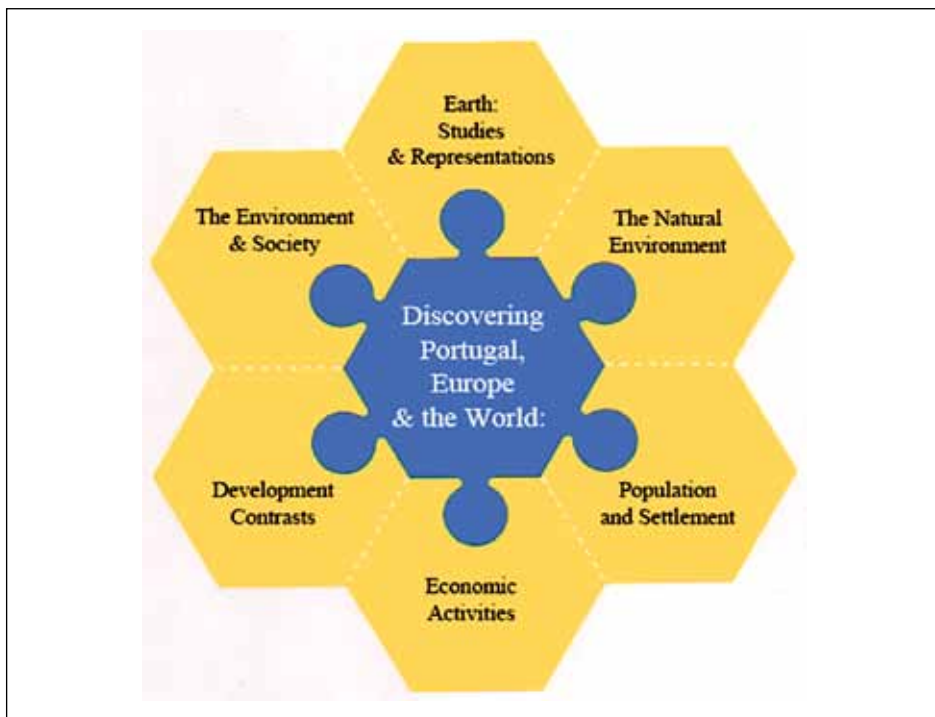 Earth:
Studies
& Representations
The Environment
& Society
The Natural
Environment
Discovering
Portugal,
Europe
& the World:
Development
Contrasts
Population
and Settlement
Economic
Activities